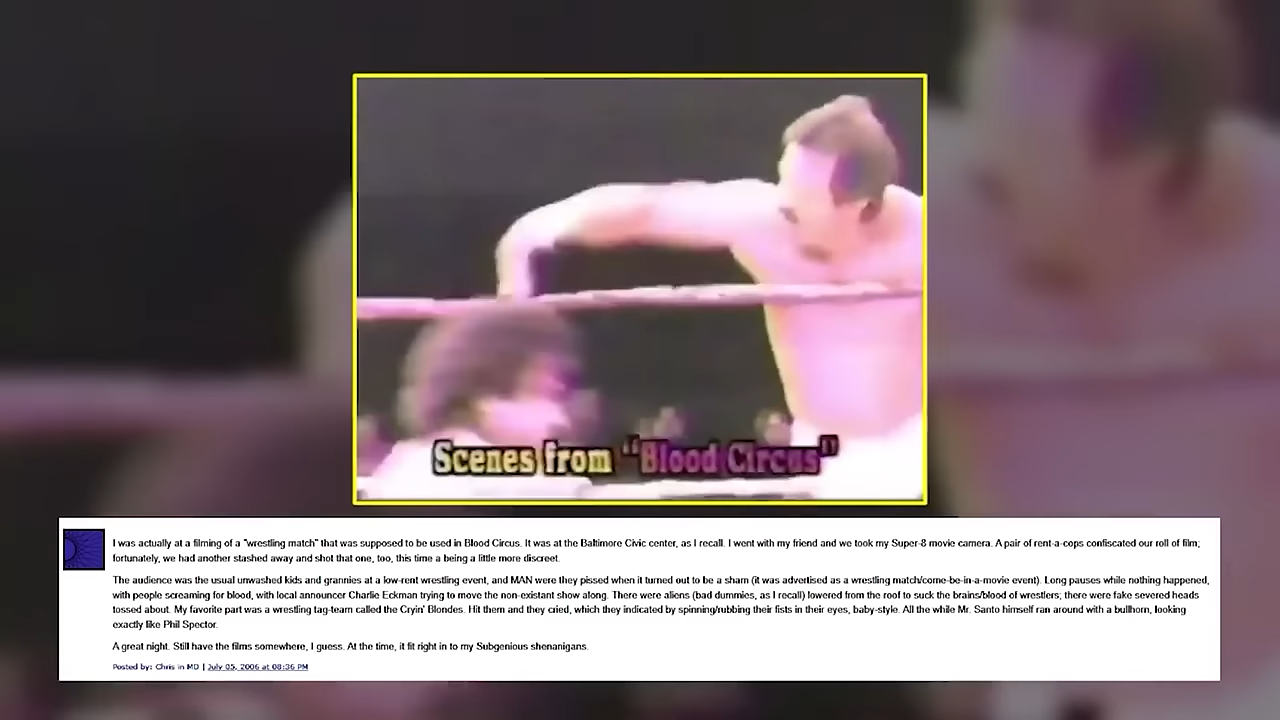 Scenes from "Blood Circus"
I was actually at a filming of a "wrestling match" that was supposed to be used in Blood Circus. It was at the Baltimore Civic center, as I recall. I went with my friend and we took my Super-8 movie camera. A pair of rent-a-cops confiscated our roll of film;
fortunately, we had another stashed away and shot that one, too, this time a being a little more discreet.
The audience was the usual unwashed kids and grannies at a low-rent wrestling event, and MAN were they pissed when it turned out to be a sham (it was advertised as a wrestling match/come-be-in-a-movie event). Long pauses while nothing happened,
with people screaming for blood, with local announcer Charlie Eckman trying to move the non-existant show along. There were aliens (bad dummies, as I recall) lowered from the roof to suck the brains/blood of wrestlers; there were fake severed heads
tossed about. My favorite part was a wrestling tag-team called the Cryin' Blondes. Hit them and they cried, which they indicated by spinning/rubbing their fists in their eyes, baby-style. All the while Mr. Santo himself ran around with a bullhorn, looking
exactly like Phil Spector.
A great night. Still have the films somewhere, I guess. At the time, it fit right in to my Subgenious shenanigans.
Posted by: Chris in MD | July 05, 2006 at 08:36 PM